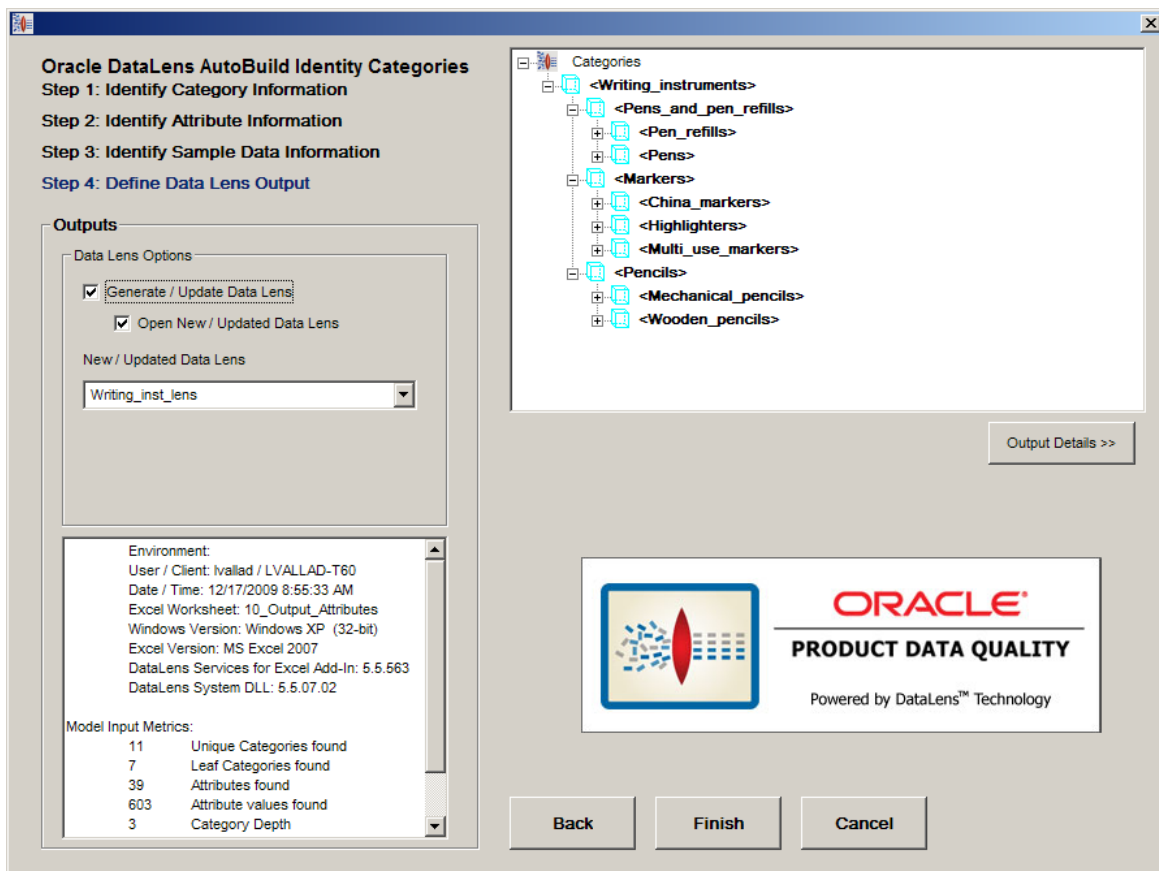 Oracle DataLens AutoBuild Identity Categories
Step 1: Identify Category Information
Step 2: Identify Attribute Information
Step 3: Identify Sample Data Information
Step 4: Define Data Lens Output
Outputs
Data Lens Options
Generate / Update Data Lens
Open New / Updated Data Lens
New / Updated Data Lens
Writing_inst_lens
Environment:
User / Client: lvallad / LVALLAD-T60
Date / Time: 12/17/2009 8:55:33 AM
Excel Worksheet: 10_Output_Attributes
Windows Version: Windows XP (32-bit)
Excel Version: MS Excel 2007
DataLens Services for Excel Add-In: 5.5.563
DataLens System DLL: 5.5.07.02
Model Input Metrics:
11 Unique Categories found
7 Leaf Categories found
39 Attributes found
603 Attribute values found
3 Category Depth
Categories
<Writing_instruments>
<Pens_and_pen_refills>
<Pen_refills>
<Pens>
<Markers>
<China_markers>
<Highlighters>
<Multi_use_markers>
<Pencils>
<Mechanical_pencils>
<Wooden_pencils>
Output Details >>
ORACLE®
PRODUCT DATA QUALITY
Powered by DataLens™ Technology
Back Finish Cancel